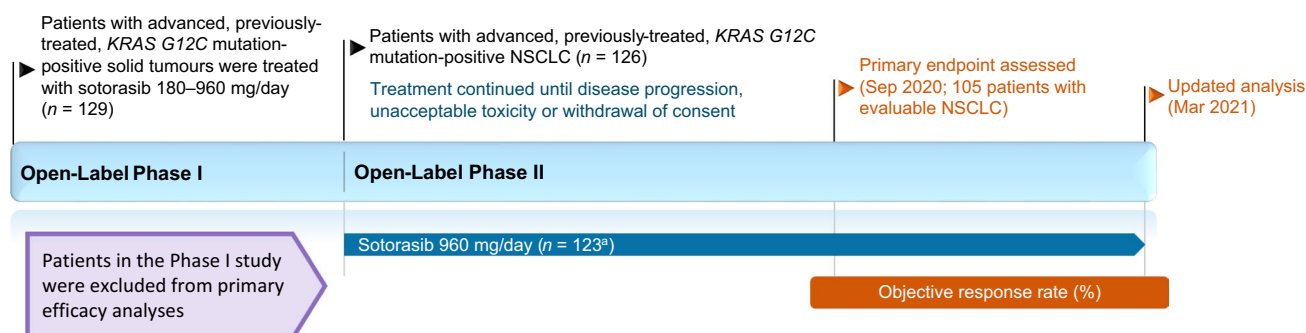 Patients with advanced, previously-
treated, KRAS G12C mutation-
positive solid tumours were treated
with sotorasib 180–960 mg/day
(n = 129)
Patients with advanced, previously-treated, KRAS G12C
mutation-positive NSCLC (n = 126)
Treatment continued until disease progression,
unacceptable toxicity or withdrawal of consent
Primary endpoint assessed
(Sep 2020; 105 patients with
evaluable NSCLC)
Updated analysis
(Mar 2021)
Open-Label Phase I
Open-Label Phase II
Sotorasib 960 mg/day (n = 123ª)
Patients in the Phase I study
were excluded from primary
efficacy analyses
Objective response rate (%)